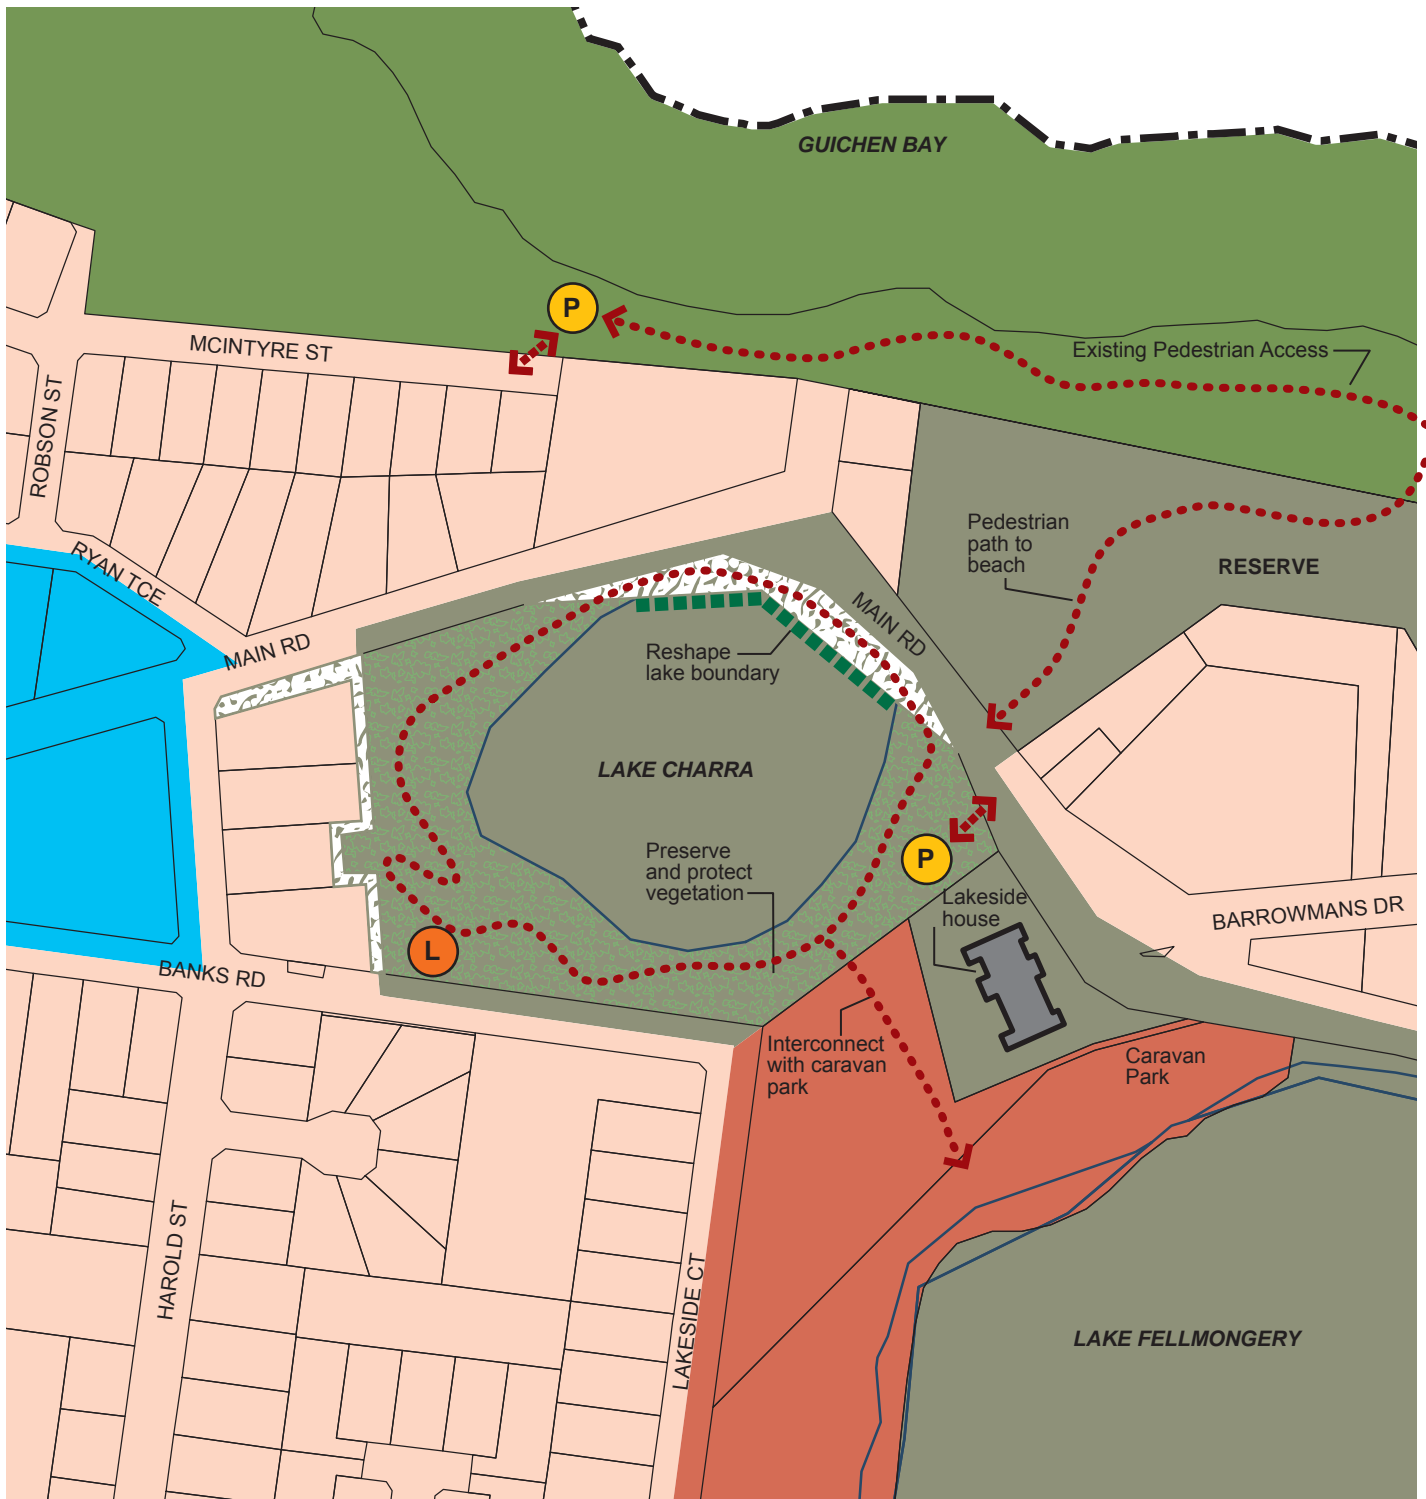 GUICHEN BAY
P
MCINTYRE ST
Existing Pedestrian Access
ROBSON ST
Pedestrian
path to
beach
RESERVE
RYAN TCE
MAIN RD
MAIN RD
Reshape
lake boundary
LAKE CHARRA
Preserve
and protect
vegetation
P
Lakeside
house
BARROWMANS DR
L
BANKS RD
Interconnect
with caravan
park
Caravan
Park
HAROLD ST
LAKESIDE CT
LAKE FELLMONGERY